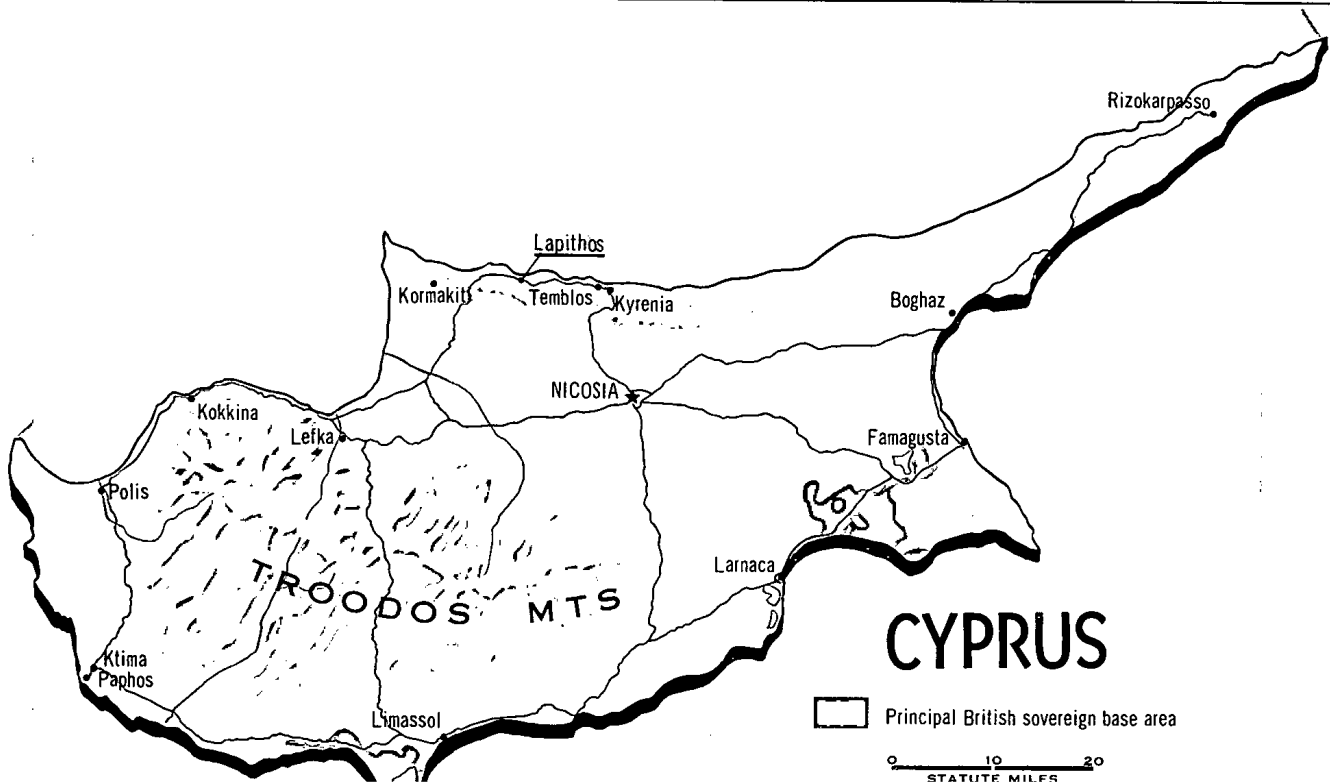 Rizokarpasso
Lapithos
Kormakit
Temblos
Kyrenia
Boghaz
NICOSIA
Kokkina
Lefka
Famagusta
Polis
Larnaca
TROODOS MTS
CYPRUS
Ktima
Paphos
Limassol
Principal British sovereign base area
0 10 20
STATUTE MILES